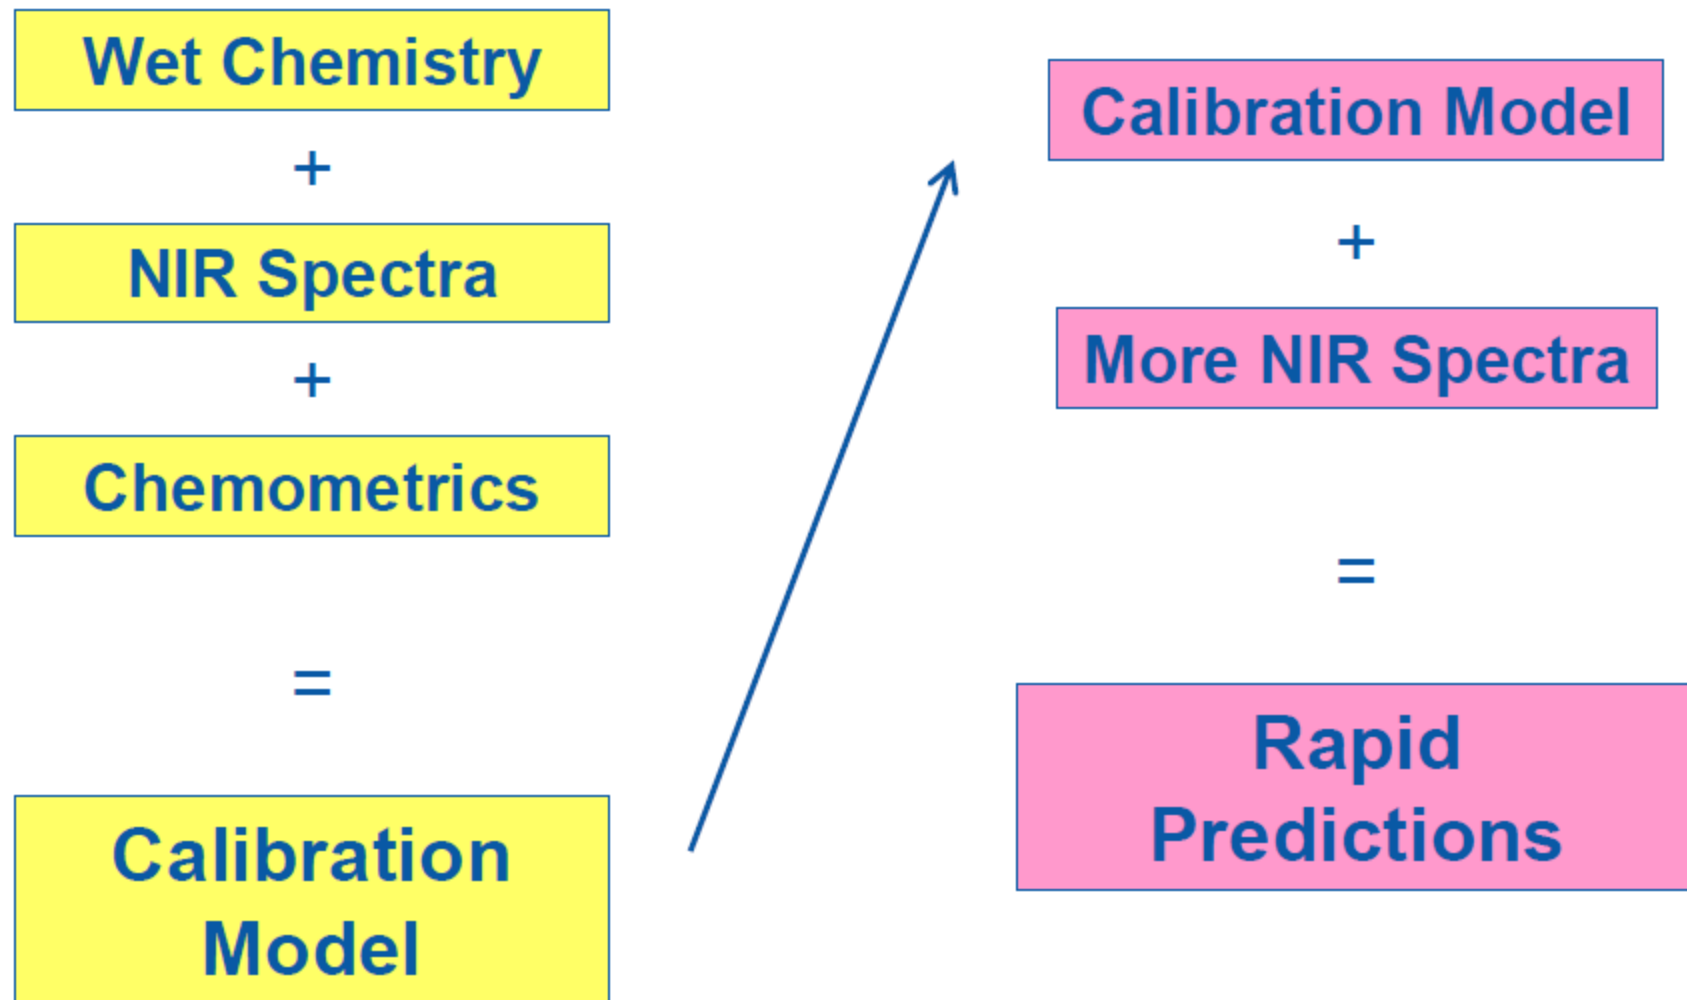 Wet Chemistry
+
NIR Spectra
+
Chemometrics
=
Calibration
Model
Calibration Model
+
More NIR Spectra
=
Rapid
Predictions